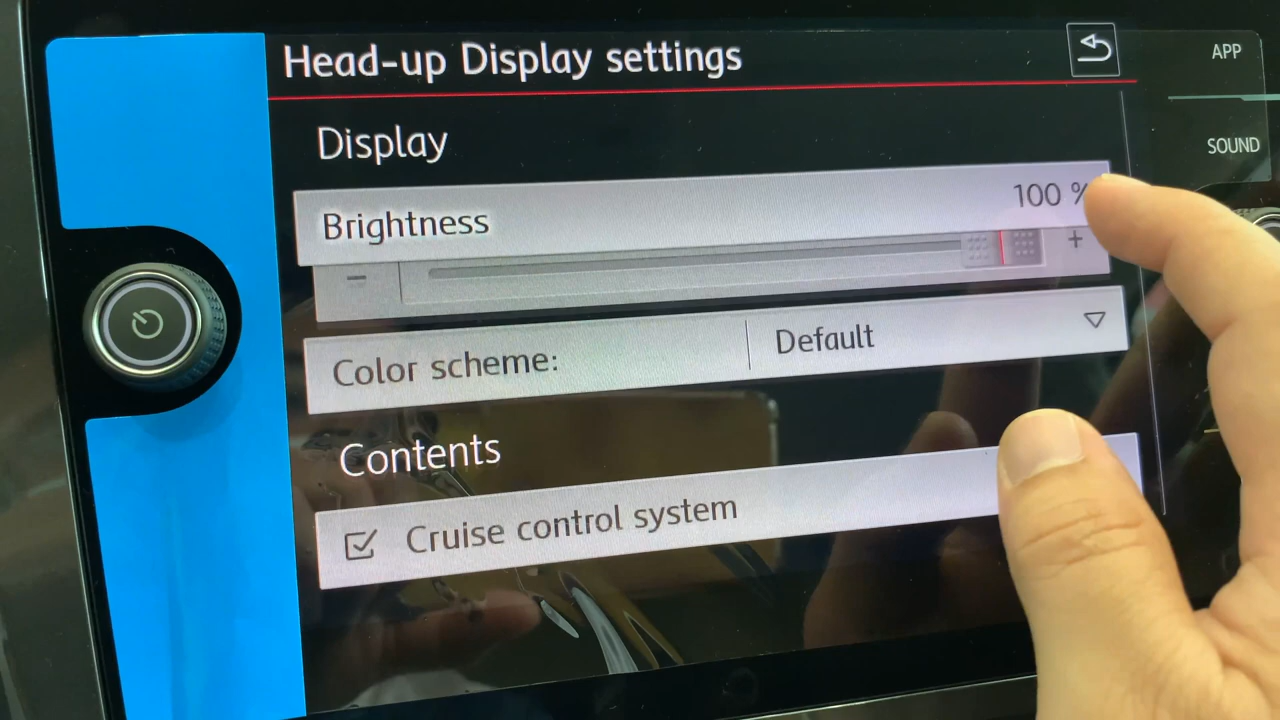 Head-up Display settings
APP
Display
SOUND
Brightness 100 %
− +
Color scheme: Default
Contents
Cruise control system